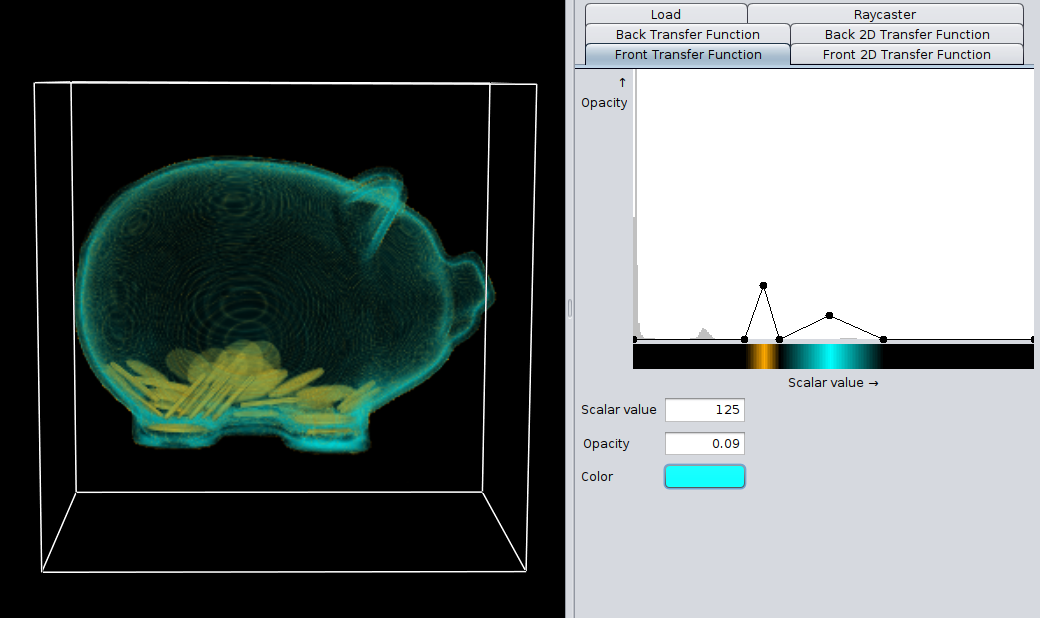 Load Raycaster
Back Transfer Function Back 2D Transfer Function
Front Transfer Function Front 2D Transfer Function
↑
Opacity
Scalar value →
Scalar value 125
Opacity 0.09
Color